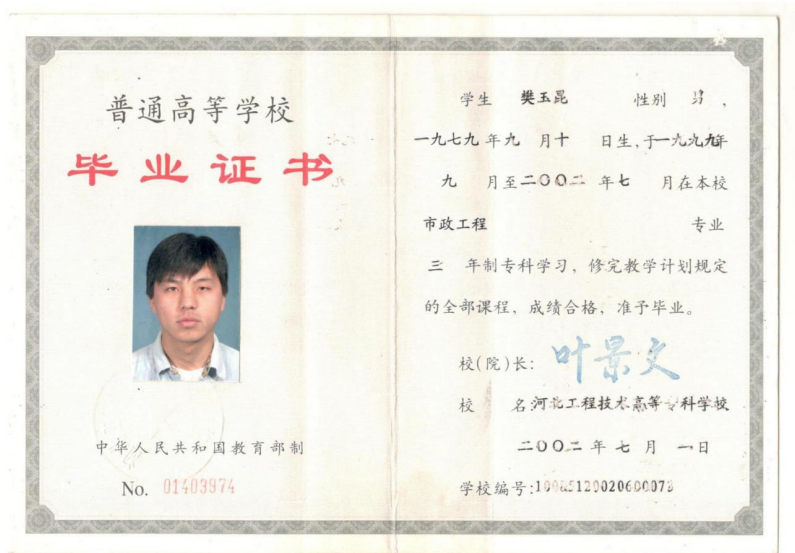 普通高等学校
毕业证书
中华人民共和国教育部制
No. 01403974
学生 樊玉昆 性别 男，
一九七九年九月十日生，于一九九九年
九月至二〇〇二年七月在本校
市政工程 专业
三年制专科学习，修完教学计划规定
的全部课程，成绩合格，准予毕业。
校(院)长：叶景文
校名：河北工程技术高等专科学校
二〇〇二年七月一日
学校编号：